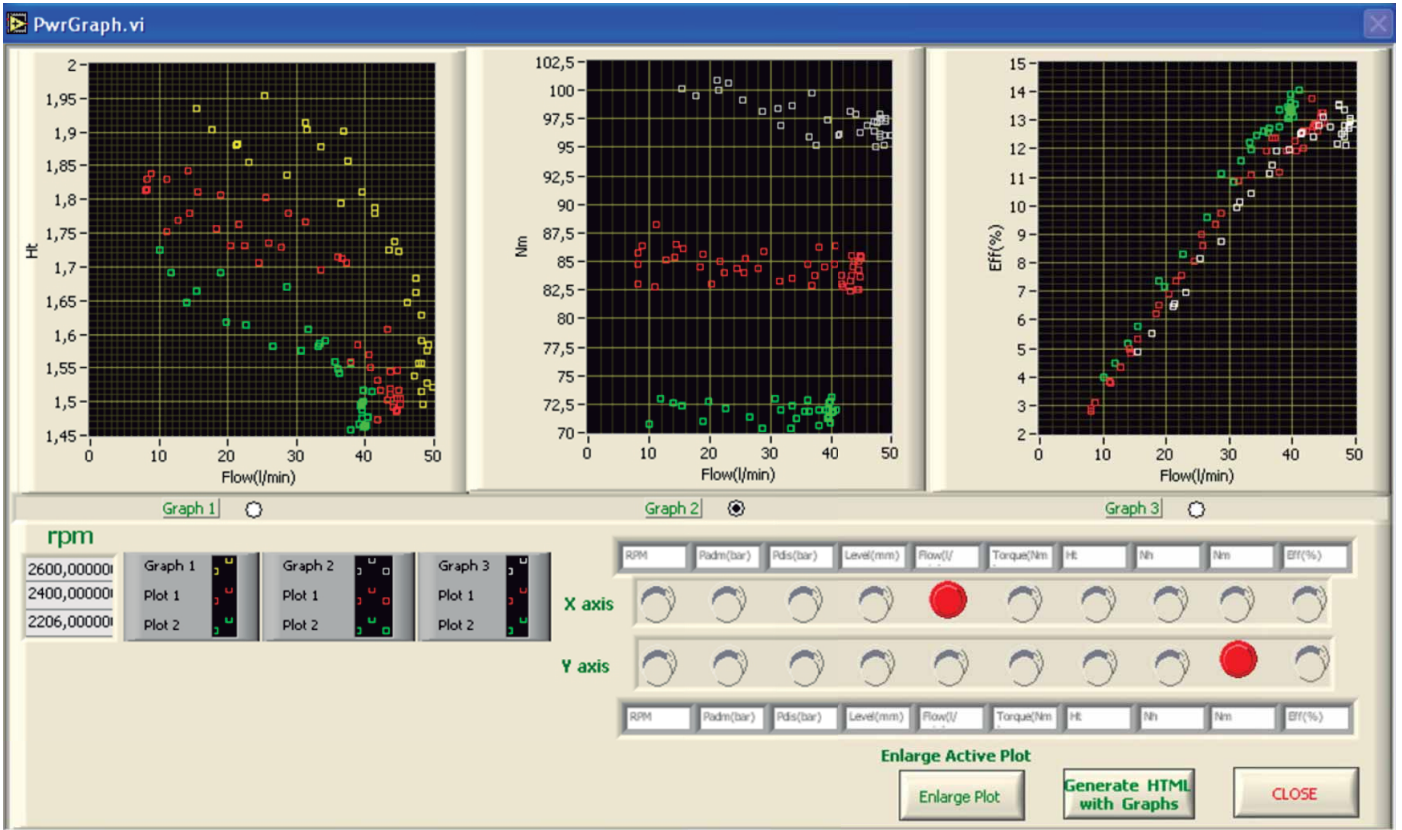 PwrGraph.vi
2
1,95
1,9
1,85
1,8
1,75
1,7
1,65
1,6
1,55
1,5
1,45
Ht
0 10 20 30 40 50
Flow(l/min)
102,5
100
97,5
95
92,5
90
87,5
85
82,5
80
77,5
75
72,5
70
Nm
0 10 20 30 40 50
Flow(l/min)
15
14
13
12
11
10
9
8
7
6
5
4
3
2
Eff(%)
0 10 20 30 40 50
Flow(l/min)
Graph 1 Graph 2 Graph 3
rpm
2600,00000
2400,00000
2206,00000
Graph 1
Plot 1
Plot 2
Graph 2
Plot 1
Plot 2
Graph 3
Plot 1
Plot 2
RPM Padm(bar) Pdis(bar) Level(mm) Flow(l/ Torque(Nm Ht Nh Nm Eff(%)
X axis
Y axis
RPM Padm(bar) Pdis(bar) Level(mm) Flow(l/ Torque(Nm Ht Nh Nm Eff(%)
Enlarge Active Plot
Enlarge Plot
Generate HTML
with Graphs
CLOSE